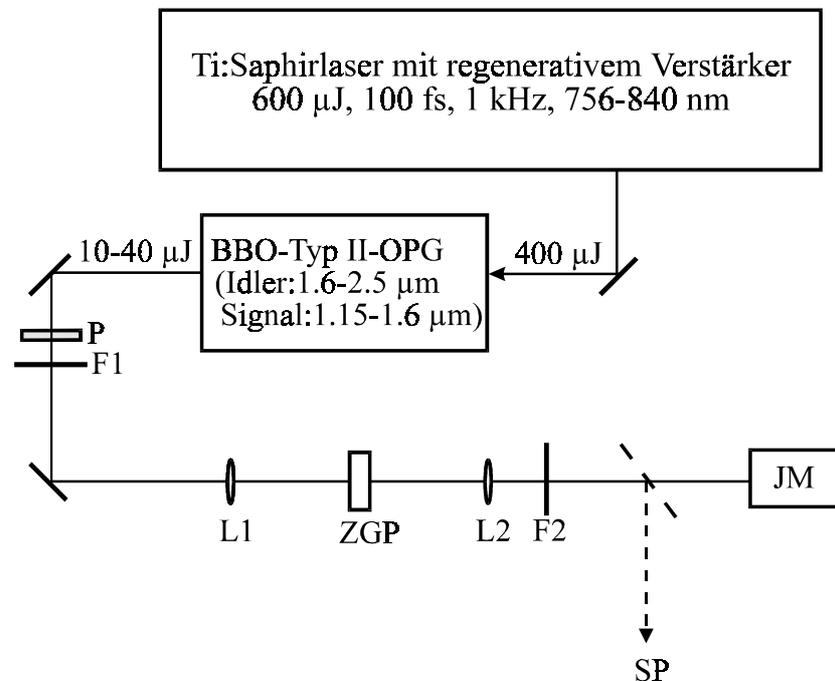 Ti:Saphirlaser mit regenerativem Verstärker
600 µJ, 100 fs, 1 kHz, 756-840 nm
10-40 µJ
BBO-Typ II-OPG
(Idler:1.6-2.5 µm
Signal:1.15-1.6 µm)
400 µJ
P
F1
L1
ZGP
L2
F2
JM
SP